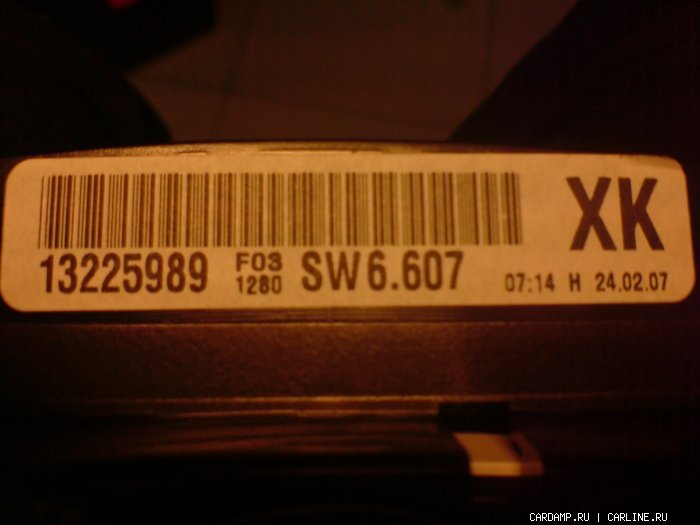 XK
13225989 F03 1280 SW6.607 07:14 H 24.02.07
CARDAMP.RU | CARLINE.RU